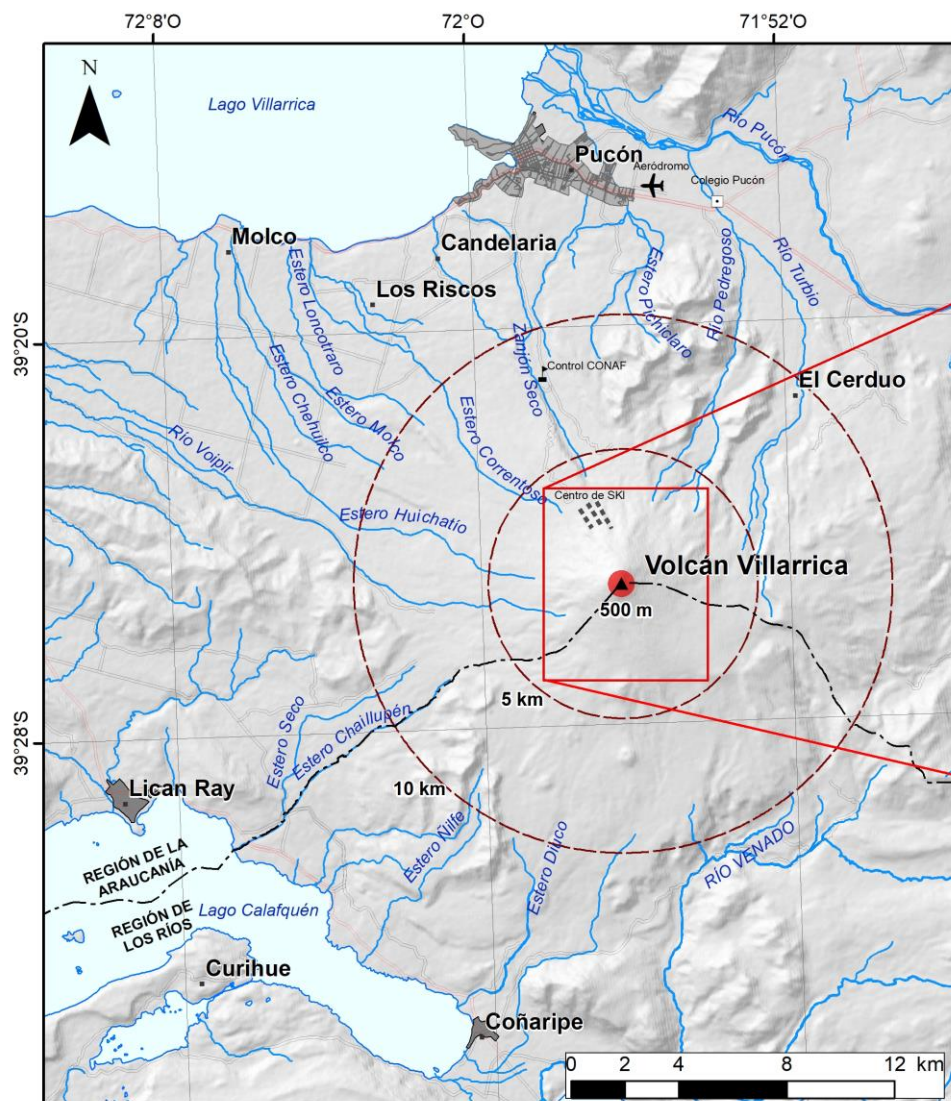 72°8'O
72°0'
71°52'O
N
Lago Villarrica
Río Pucón
Pucón
Aeródromo
Colegio Pucón
Molco
Candelaria
Los Riscos
Estero Loncotraro
Estero Pichiclaro
Río Pedregoso
Río Turbio
39°20'S
Zanjón Seco
Control CONAF
El Cerduo
Estero Chehuilco
Estero Molco
Estero Correntoso
Río Voipir
Centro de SKI
Estero Huichatío
Volcán Villarrica
500 m
5 km
Estero Seco
Estero Chaillupén
39°28'S
10 km
Lican Ray
Estero Ñilfe
Estero Diuco
RÍO VENADO
REGIÓN DE LA
ARAUCANÍA
REGIÓN DE
LOS RÍOS
Lago Calafquén
Curihue
Coñaripe
0 2 4 8 12 km